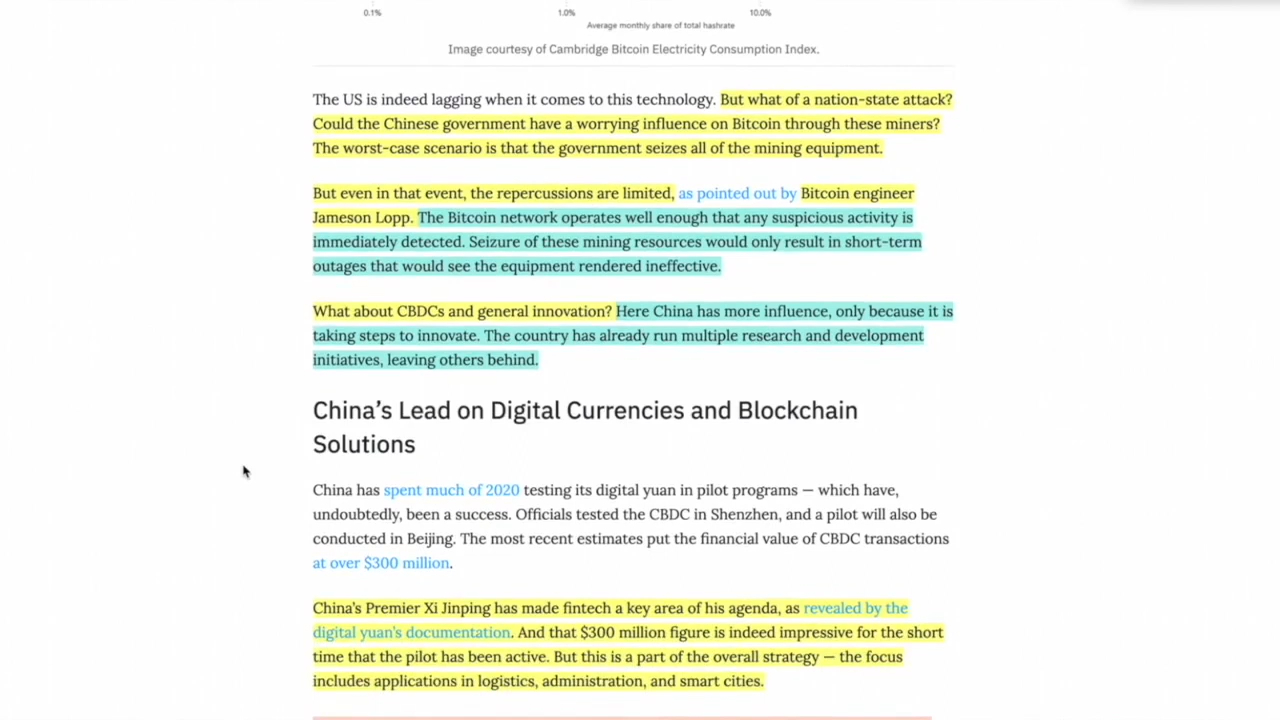 0.1%
1.0%
10.0%
Average monthly share of total hashrate
Image courtesy of Cambridge Bitcoin Electricity Consumption Index.
The US is indeed lagging when it comes to this technology. But what of a nation-state attack?
Could the Chinese government have a worrying influence on Bitcoin through these miners?
The worst-case scenario is that the government seizes all of the mining equipment.
But even in that event, the repercussions are limited, as pointed out by Bitcoin engineer
Jameson Lopp. The Bitcoin network operates well enough that any suspicious activity is
immediately detected. Seizure of these mining resources would only result in short-term
outages that would see the equipment rendered ineffective.
What about CBDCs and general innovation? Here China has more influence, only because it is
taking steps to innovate. The country has already run multiple research and development
initiatives, leaving others behind.
China’s Lead on Digital Currencies and Blockchain
Solutions
China has spent much of 2020 testing its digital yuan in pilot programs — which have,
undoubtedly, been a success. Officials tested the CBDC in Shenzhen, and a pilot will also be
conducted in Beijing. The most recent estimates put the financial value of CBDC transactions
at over $300 million.
China’s Premier Xi Jinping has made fintech a key area of his agenda, as revealed by the
digital yuan’s documentation. And that $300 million figure is indeed impressive for the short
time that the pilot has been active. But this is a part of the overall strategy — the focus
includes applications in logistics, administration, and smart cities.